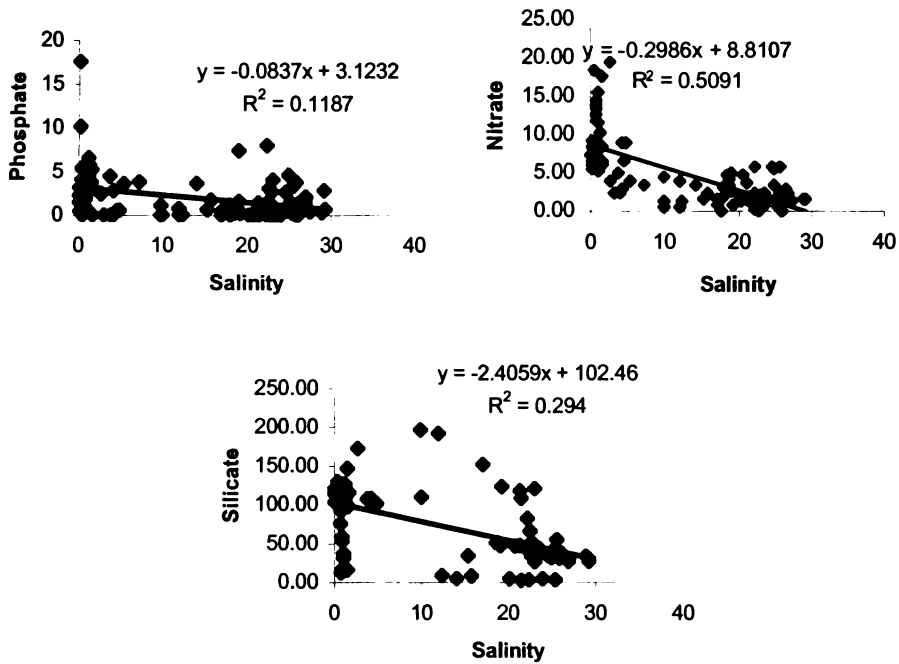 Phosphate
20
15
10
5
0
y = -0.0837x + 3.1232
R² = 0.1187
0 10 20 30 40
Salinity
Nitrate
25.00
20.00
15.00
10.00
5.00
0.00
y = -0.2986x + 8.8107
R² = 0.5091
0 10 20 30 40
Salinity
Silicate
250.00
200.00
150.00
100.00
50.00
0.00
y = -2.4059x + 102.46
R² = 0.294
0 10 20 30 40
Salinity